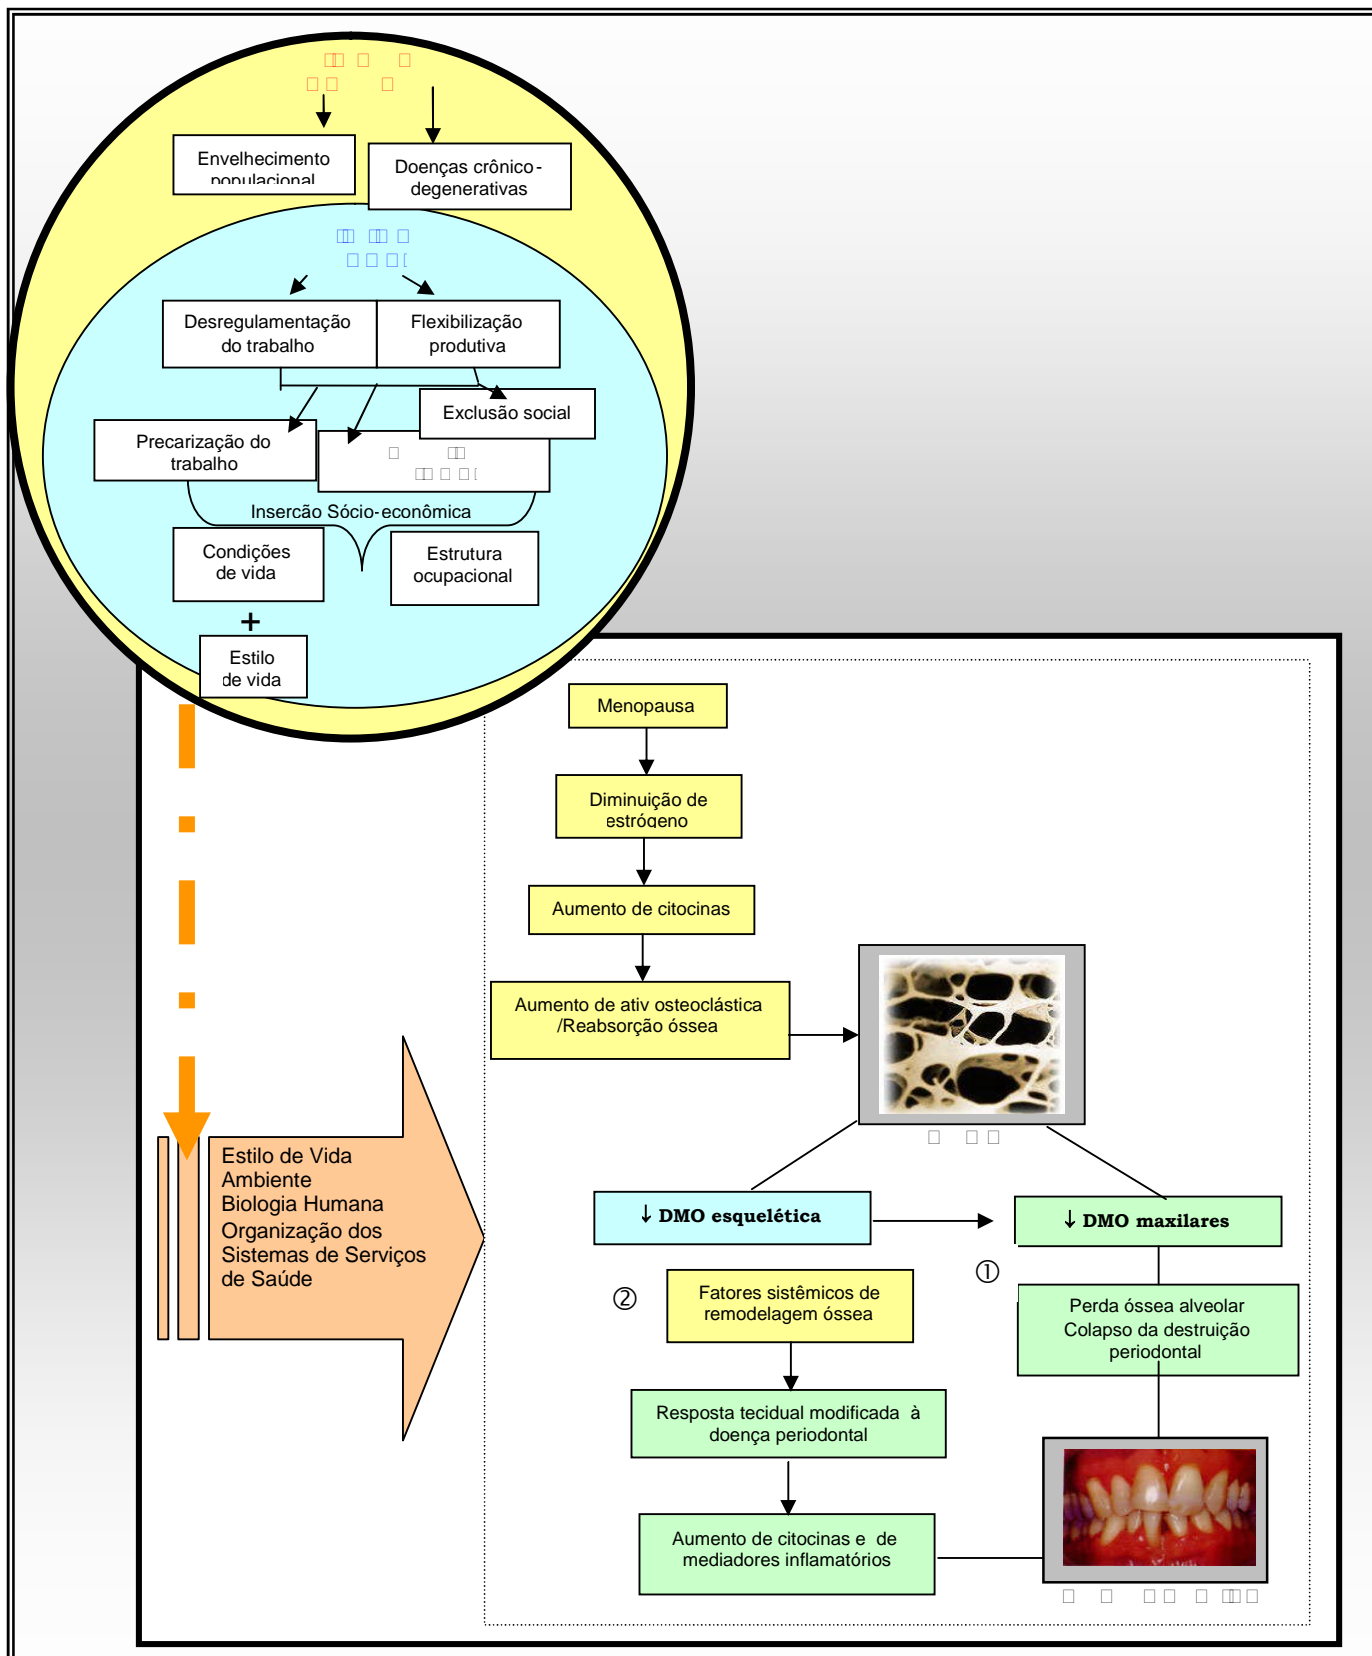 Envelhecimento
populacional
Doenças crônico-
degenerativas
Desregulamentação
do trabalho
Flexibilização
produtiva
Exclusão social
Precarização do
trabalho
Inserção Sócio-econômica
Condições
de vida
Estrutura
ocupacional
+
Estilo
de vida
Menopausa
Diminuição de
estrógeno
Aumento de citocinas
Aumento de ativ osteoclástica
/Reabsorção óssea
Estilo de Vida
Ambiente
Biologia Humana
Organização dos
Sistemas de Serviços
de Saúde
↓ DMO esquelética
↓ DMO maxilares
①
②
Fatores sistêmicos de
remodelagem óssea
Perda óssea alveolar
Colapso da destruição
periodontal
Resposta tecidual modificada à
doença periodontal
Aumento de citocinas e de
mediadores inflamatórios